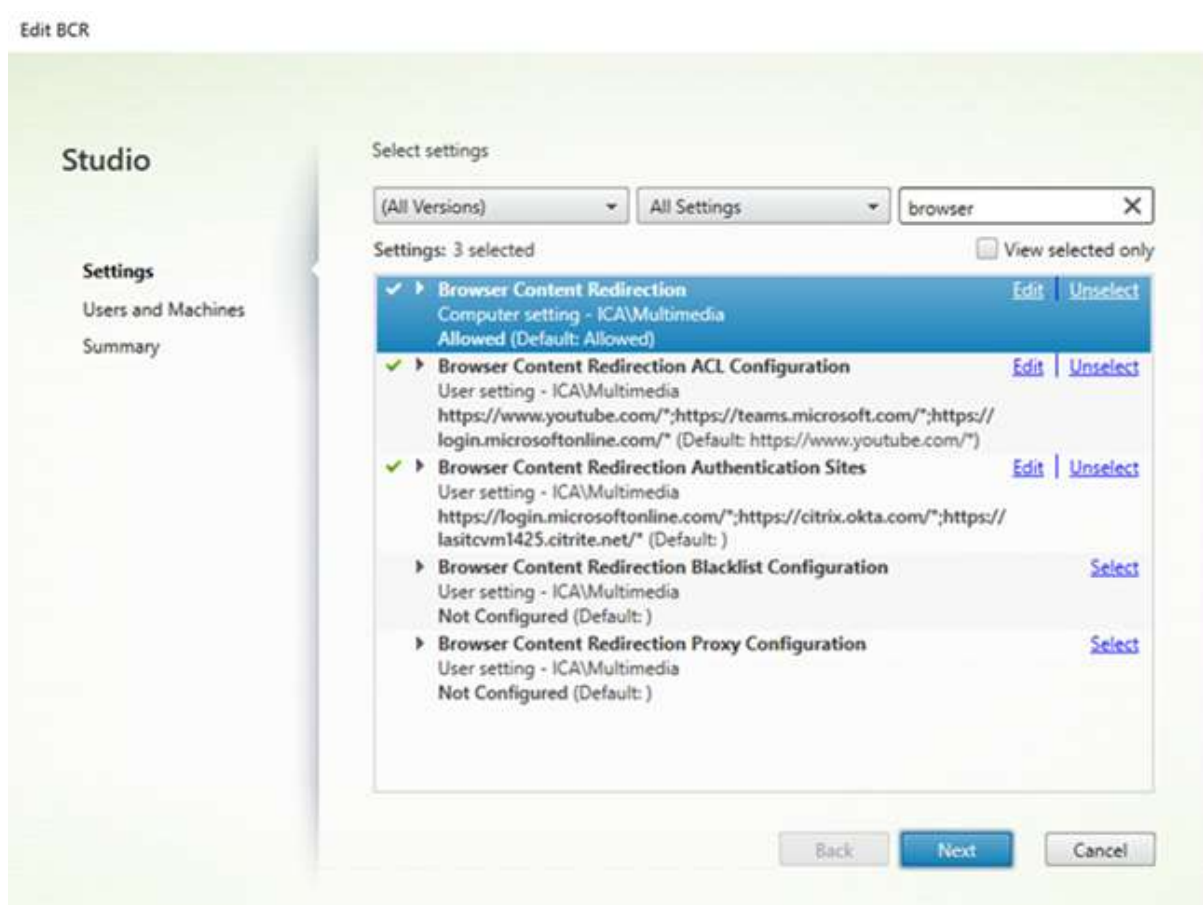 Edit BCR
Studio
Settings
Users and Machines
Summary
Select settings
(All Versions)
All Settings
browser
Settings: 3 selected
View selected only
Browser Content Redirection
Edit
Unselect
Computer setting - ICA\Multimedia
Allowed (Default: Allowed)
Browser Content Redirection ACL Configuration
Edit
Unselect
User setting - ICA\Multimedia
https://www.youtube.com/*;https://teams.microsoft.com/*;https://
login.microsoftonline.com/* (Default: https://www.youtube.com/*)
Browser Content Redirection Authentication Sites
Edit
Unselect
User setting - ICA\Multimedia
https://login.microsoftonline.com/*;https://citrix.okta.com/*;https://
lasitcvm1425.citrite.net/* (Default: )
Browser Content Redirection Blacklist Configuration
Select
User setting - ICA\Multimedia
Not Configured (Default: )
Browser Content Redirection Proxy Configuration
Select
User setting - ICA\Multimedia
Not Configured (Default: )
Back
Next
Cancel